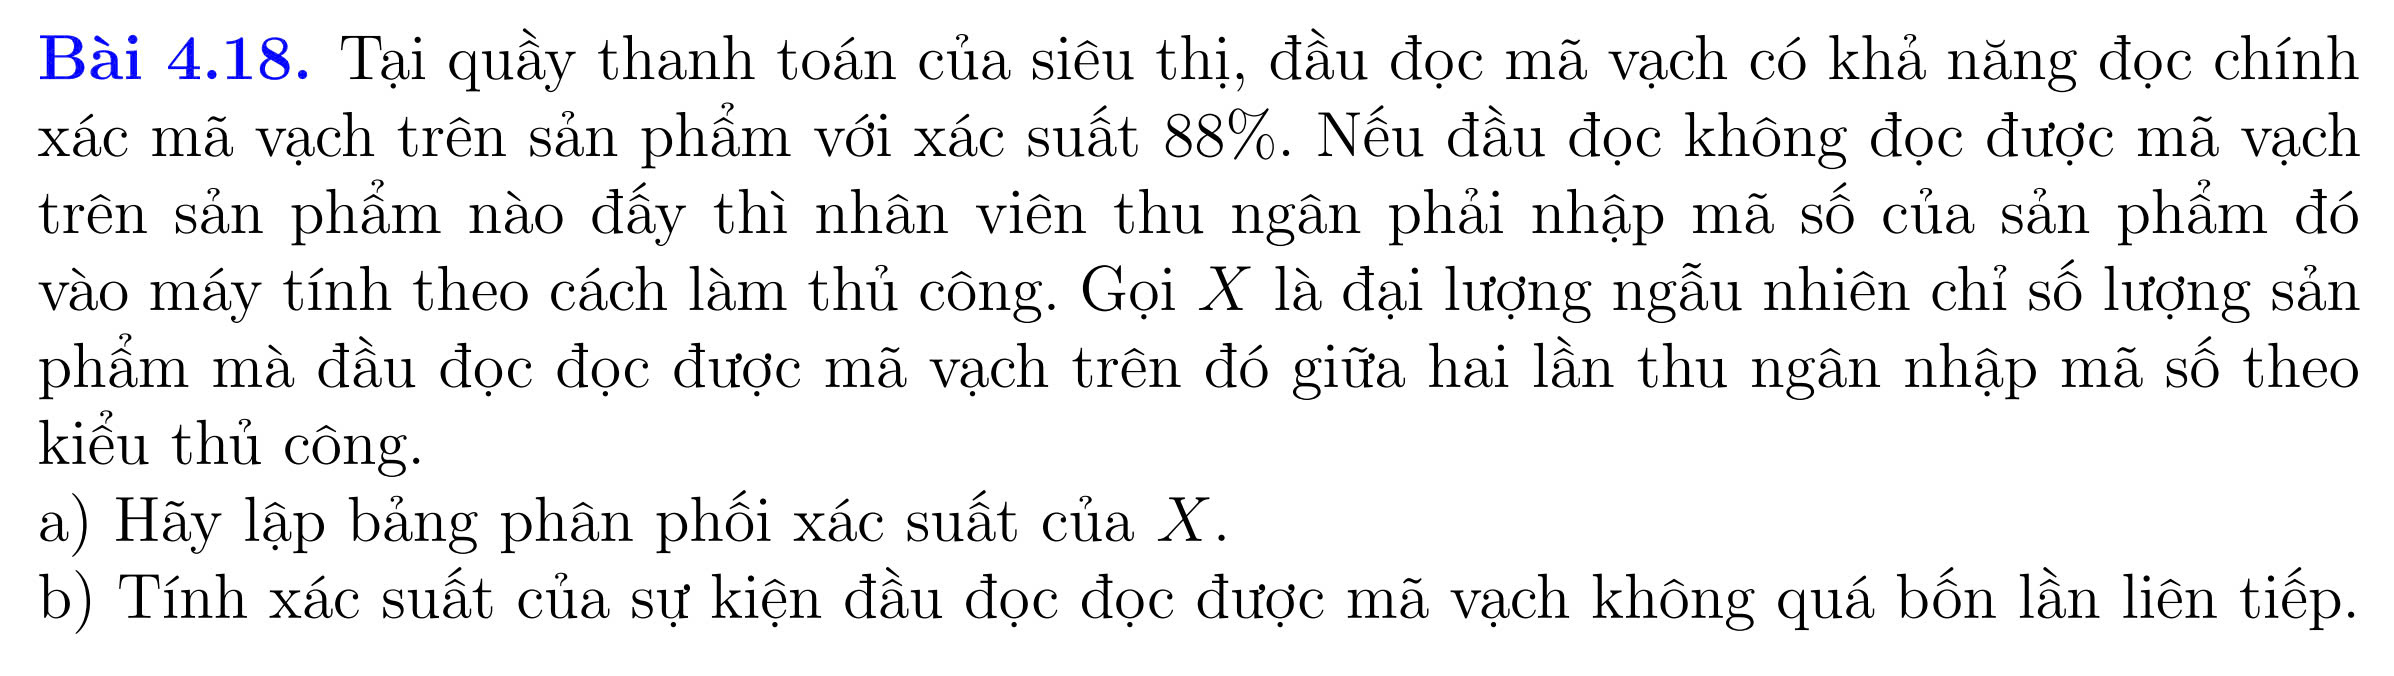 Bài 4.18. Tại quầy thanh toán của siêu thị, đầu đọc mã vạch có khả năng đọc chính
xác mã vạch trên sản phẩm với xác suất 88%. Nếu đầu đọc không đọc được mã vạch
trên sản phẩm nào đấy thì nhân viên thu ngân phải nhập mã số của sản phẩm đó
vào máy tính theo cách làm thủ công. Gọi X là đại lượng ngẫu nhiên chỉ số lượng sản
phẩm mà đầu đọc đọc được mã vạch trên đó giữa hai lần thu ngân nhập mã số theo
kiểu thủ công.
a) Hãy lập bảng phân phối xác suất của X.
b) Tính xác suất của sự kiện đầu đọc đọc được mã vạch không quá bốn lần liên tiếp.